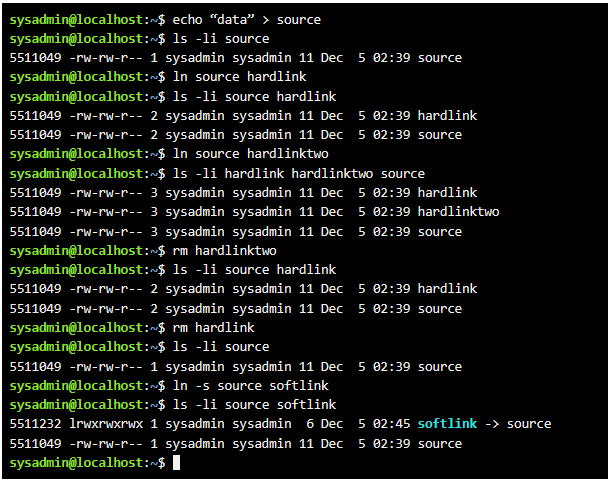 sysadmin@localhost:~$ echo “data” > source
sysadmin@localhost:~$ ls -li source
5511049 -rw-rw-r-- 1 sysadmin sysadmin 11 Dec  5 02:39 source
sysadmin@localhost:~$ ln source hardlink
sysadmin@localhost:~$ ls -li source hardlink
5511049 -rw-rw-r-- 2 sysadmin sysadmin 11 Dec  5 02:39 hardlink
5511049 -rw-rw-r-- 2 sysadmin sysadmin 11 Dec  5 02:39 source
sysadmin@localhost:~$ ln source hardlinktwo
sysadmin@localhost:~$ ls -li hardlink hardlinktwo source
5511049 -rw-rw-r-- 3 sysadmin sysadmin 11 Dec  5 02:39 hardlink
5511049 -rw-rw-r-- 3 sysadmin sysadmin 11 Dec  5 02:39 hardlinktwo
5511049 -rw-rw-r-- 3 sysadmin sysadmin 11 Dec  5 02:39 source
sysadmin@localhost:~$ rm hardlinktwo
sysadmin@localhost:~$ ls -li source hardlink
5511049 -rw-rw-r-- 2 sysadmin sysadmin 11 Dec  5 02:39 hardlink
5511049 -rw-rw-r-- 2 sysadmin sysadmin 11 Dec  5 02:39 source
sysadmin@localhost:~$ rm hardlink
sysadmin@localhost:~$ ls -li source
5511049 -rw-rw-r-- 1 sysadmin sysadmin 11 Dec  5 02:39 source
sysadmin@localhost:~$ ln -s source softlink
sysadmin@localhost:~$ ls -li source softlink
5511232 lrwxrwxrwx 1 sysadmin sysadmin  6 Dec  5 02:45 softlink -> source
5511049 -rw-rw-r-- 1 sysadmin sysadmin 11 Dec  5 02:39 source
sysadmin@localhost:~$